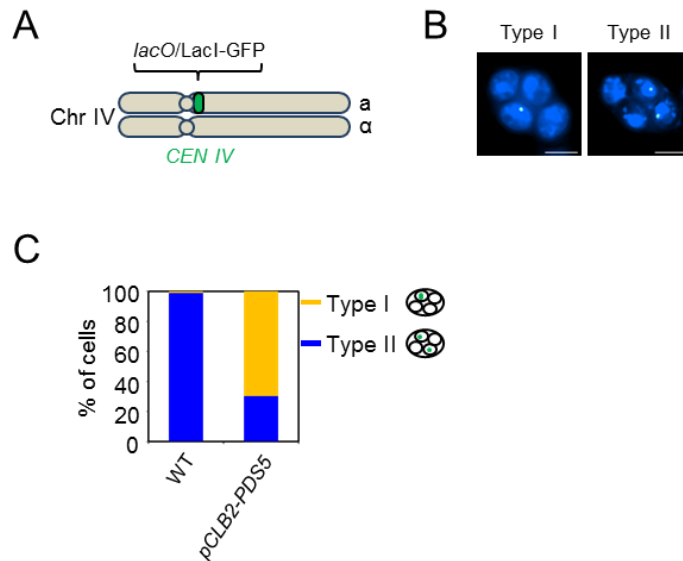 A
lacO/LacI-GFP
Chr IV
a
α
CEN IV
B
Type I
Type II
C
% of cells
100
80
60
40
20
0
WT
pCLB2-PDS5
Type I
Type II